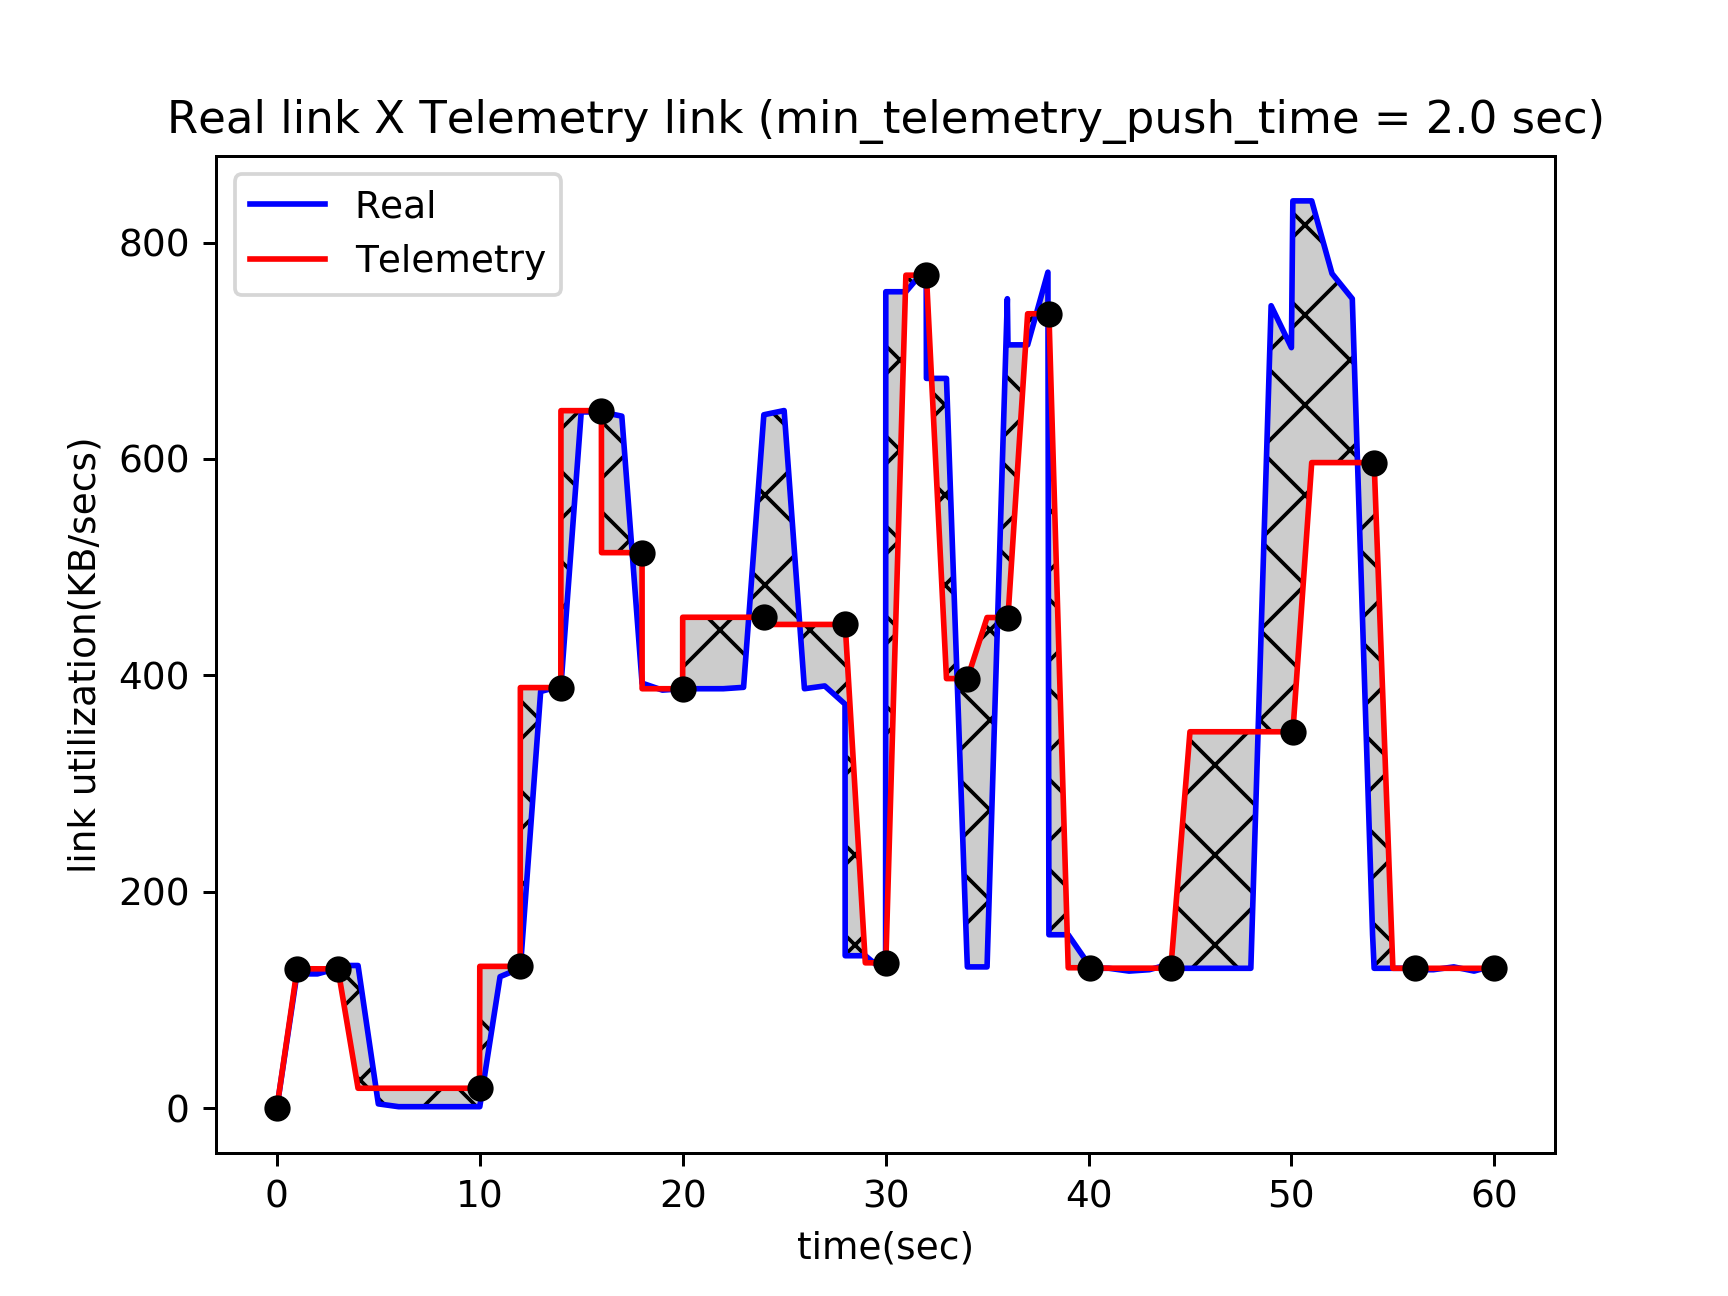 Real link X Telemetry link (min_telemetry_push_time = 2.0 sec)
Real
Telemetry
800
600
400
200
0
link utilization(KB/secs)
0 10 20 30 40 50 60
time(sec)